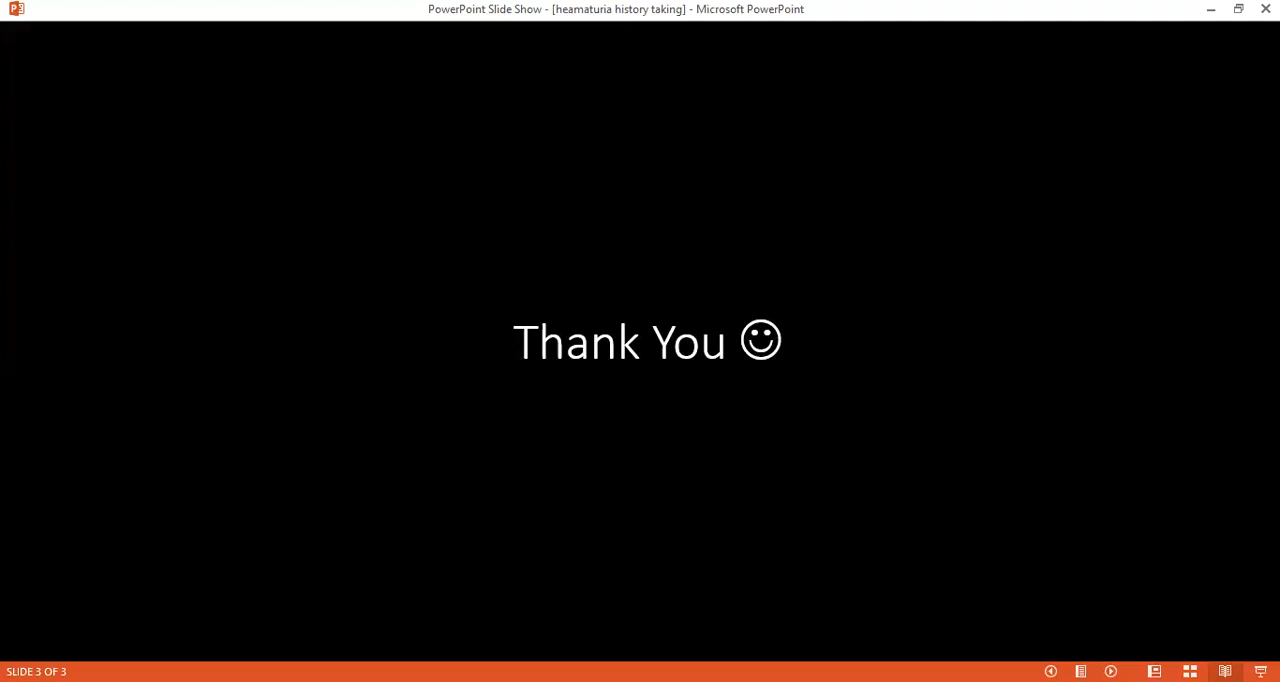 PowerPoint Slide Show - [heamaturia history taking] - Microsoft PowerPoint
Thank You ☺
SLIDE 3 OF 3